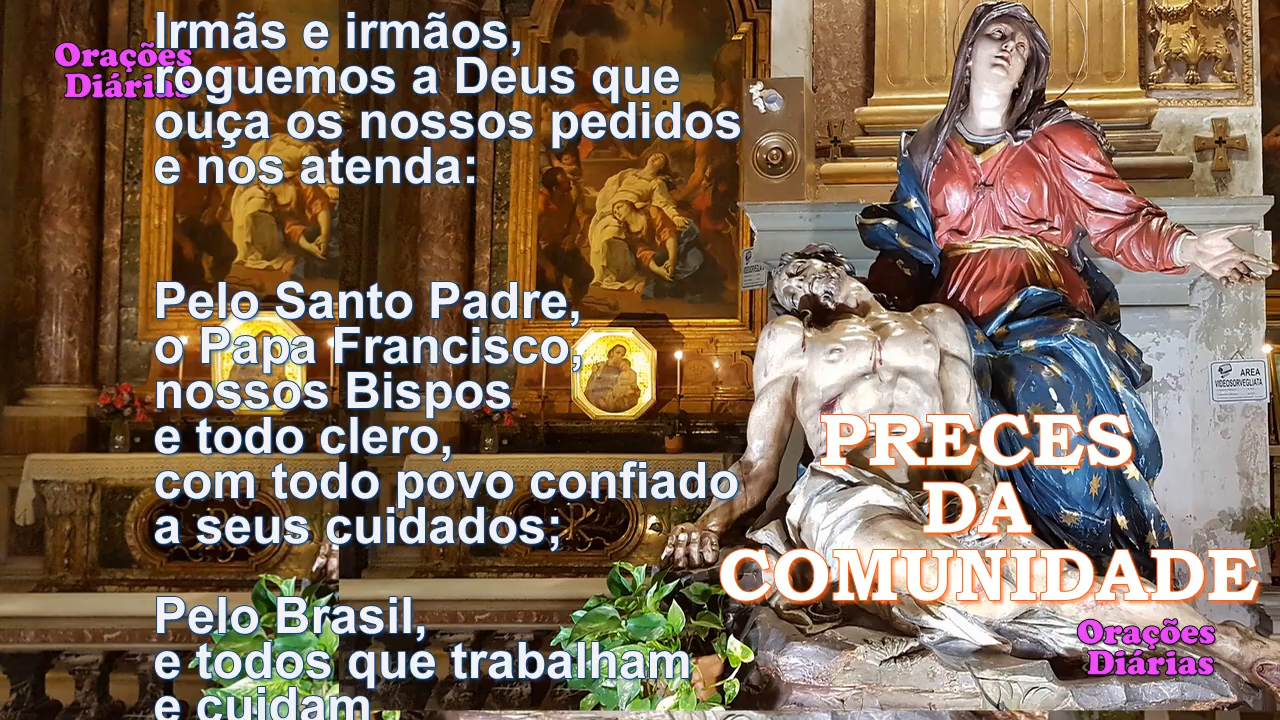 Orações
Diárias
Irmãs e irmãos,
roguemos a Deus que
ouça os nossos pedidos
e nos atenda:
Pelo Santo Padre,
o Papa Francisco,
nossos Bispos
e todo clero,
com todo povo confiado
a seus cuidados;
Pelo Brasil,
e todos que trabalham
e cuidam
AREA
VIDEOSORVEGLIATA
PRECES
DA
COMUNIDADE
Orações
Diárias